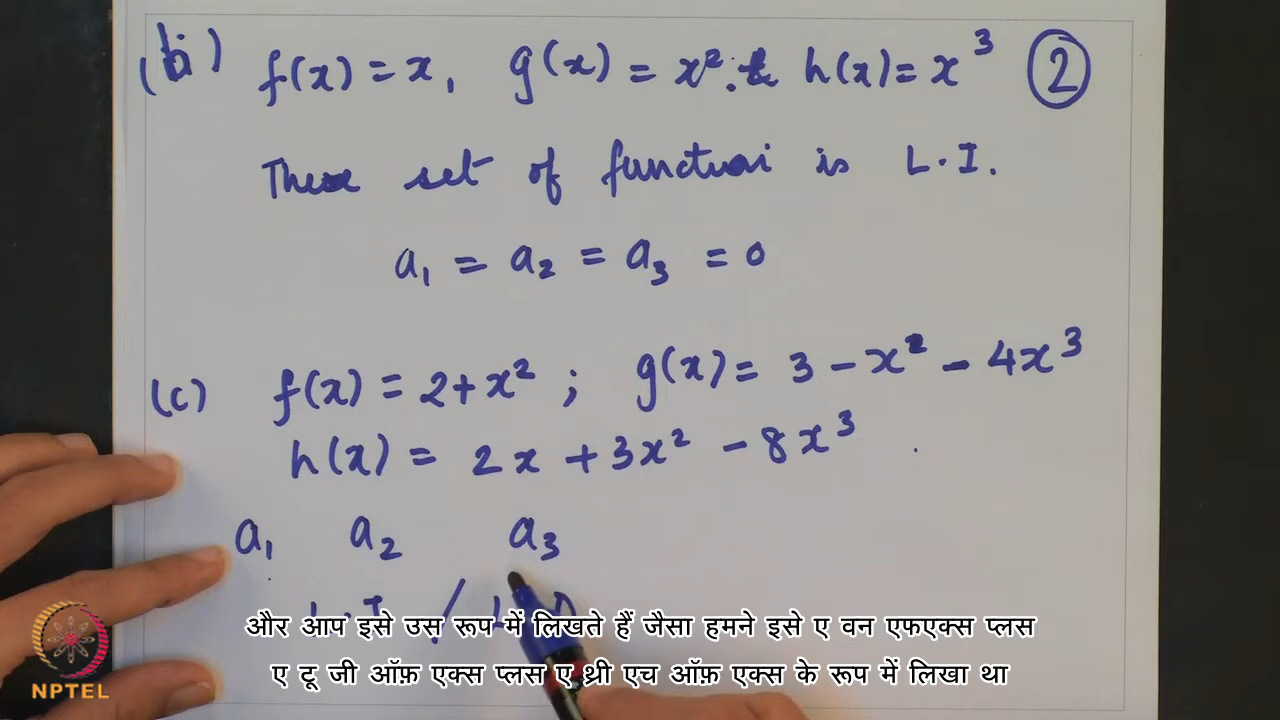 (b) f(x) = x, g(x) = x². & h(x) = x³ ②
These set of function is L.I.
a₁ = a₂ = a₃ = 0
(c) f(x) = 2+x² ; g(x) = 3 - x² - 4x³
h(x) = 2x + 3x² - 8x³ .
a₁ a₂ a₃
और आप इसे उस रूप में लिखते हैं जैसा हमने इसे ए वन एफएक्स प्लस
ए टू जी ऑफ़ एक्स प्लस ए थ्री एच ऑफ़ एक्स के रूप में लिखा था
NPTEL